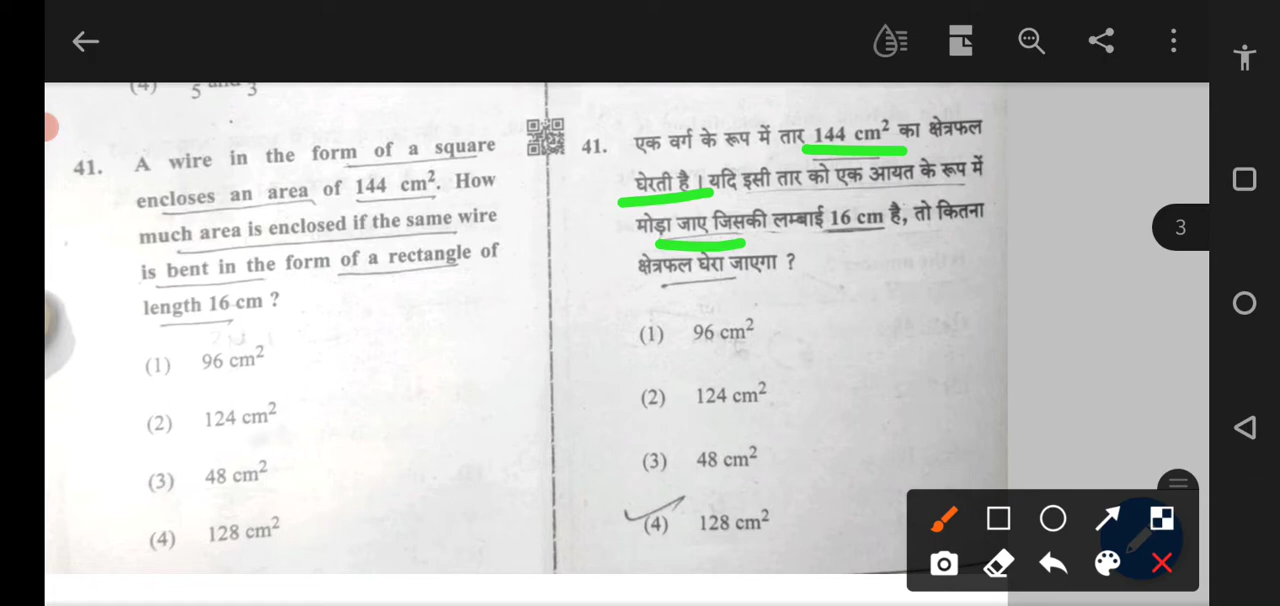 (4) 5 and 3
41. A wire in the form of a square
encloses an area of 144 cm². How
much area is enclosed if the same wire
is bent in the form of a rectangle of
length 16 cm ?
(1) 96 cm²
(2) 124 cm²
(3) 48 cm²
(4) 128 cm²
41. एक वर्ग के रूप में तार 144 cm² का क्षेत्रफल
घेरती है । यदि इसी तार को एक आयत के रूप में
मोड़ा जाए जिसकी लम्बाई 16 cm है, तो कितना
क्षेत्रफल घेरा जाएगा ?
(1) 96 cm²
(2) 124 cm²
(3) 48 cm²
(4) 128 cm²
3